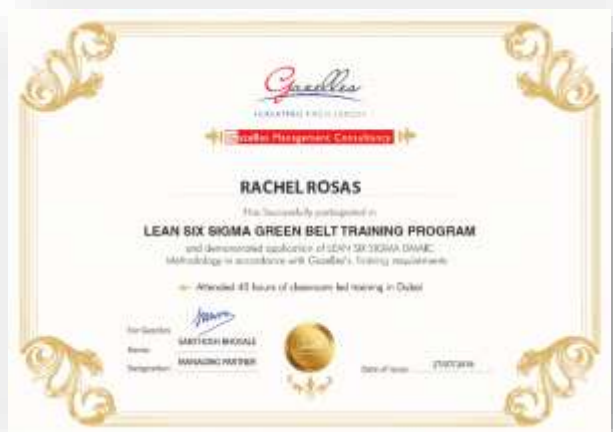 Gazelles
Gazelles Management Consultancy
RACHEL ROSAS
Has Successfully participated in
LEAN SIX SIGMA GREEN BELT TRAINING PROGRAM
and demonstrated application of LEAN SIX SIGMA DMAIC
Methodology in accordance with Gazelles's Training requirements
Attended 40 hours of classroom led training in Dubai
For Gazelles
Name: SANTHOSH BHOSALE
Designation: MANAGING PARTNER
Date of Issue: